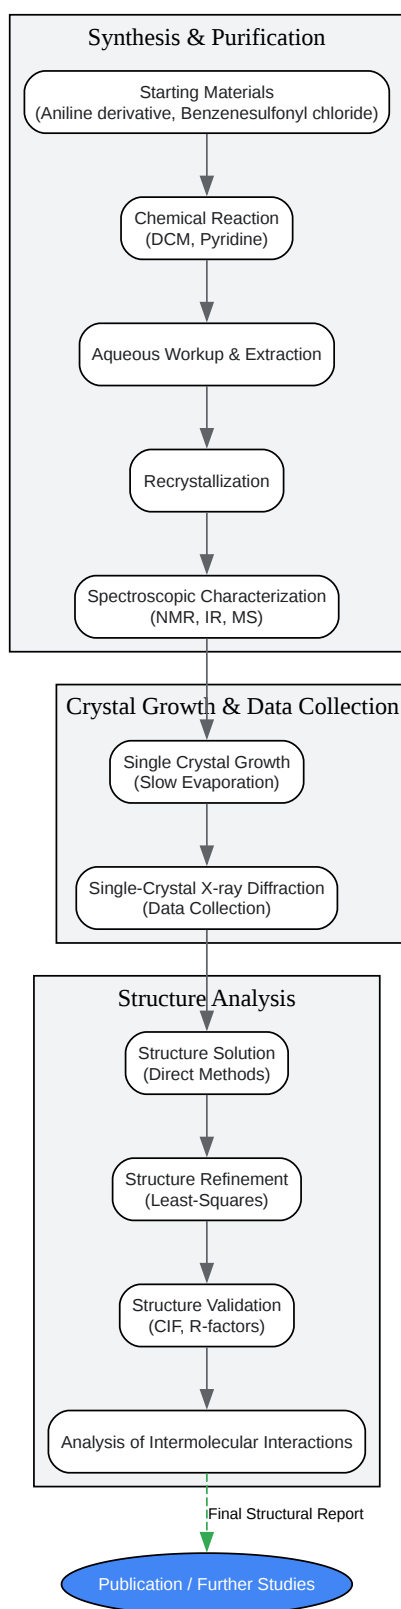 Synthesis & Purification
Starting Materials
(Aniline derivative, Benzenesulfonyl chloride)
Chemical Reaction
(DCM, Pyridine)
Aqueous Workup & Extraction
Recrystallization
Spectroscopic Characterization
(NMR, IR, MS)
Crystal Growth & Data Collection
Single Crystal Growth
(Slow Evaporation)
Single-Crystal X-ray Diffraction
(Data Collection)
Structure Analysis
Structure Solution
(Direct Methods)
Structure Refinement
(Least-Squares)
Structure Validation
(CIF, R-factors)
Analysis of Intermolecular Interactions
Final Structural Report
Publication / Further Studies